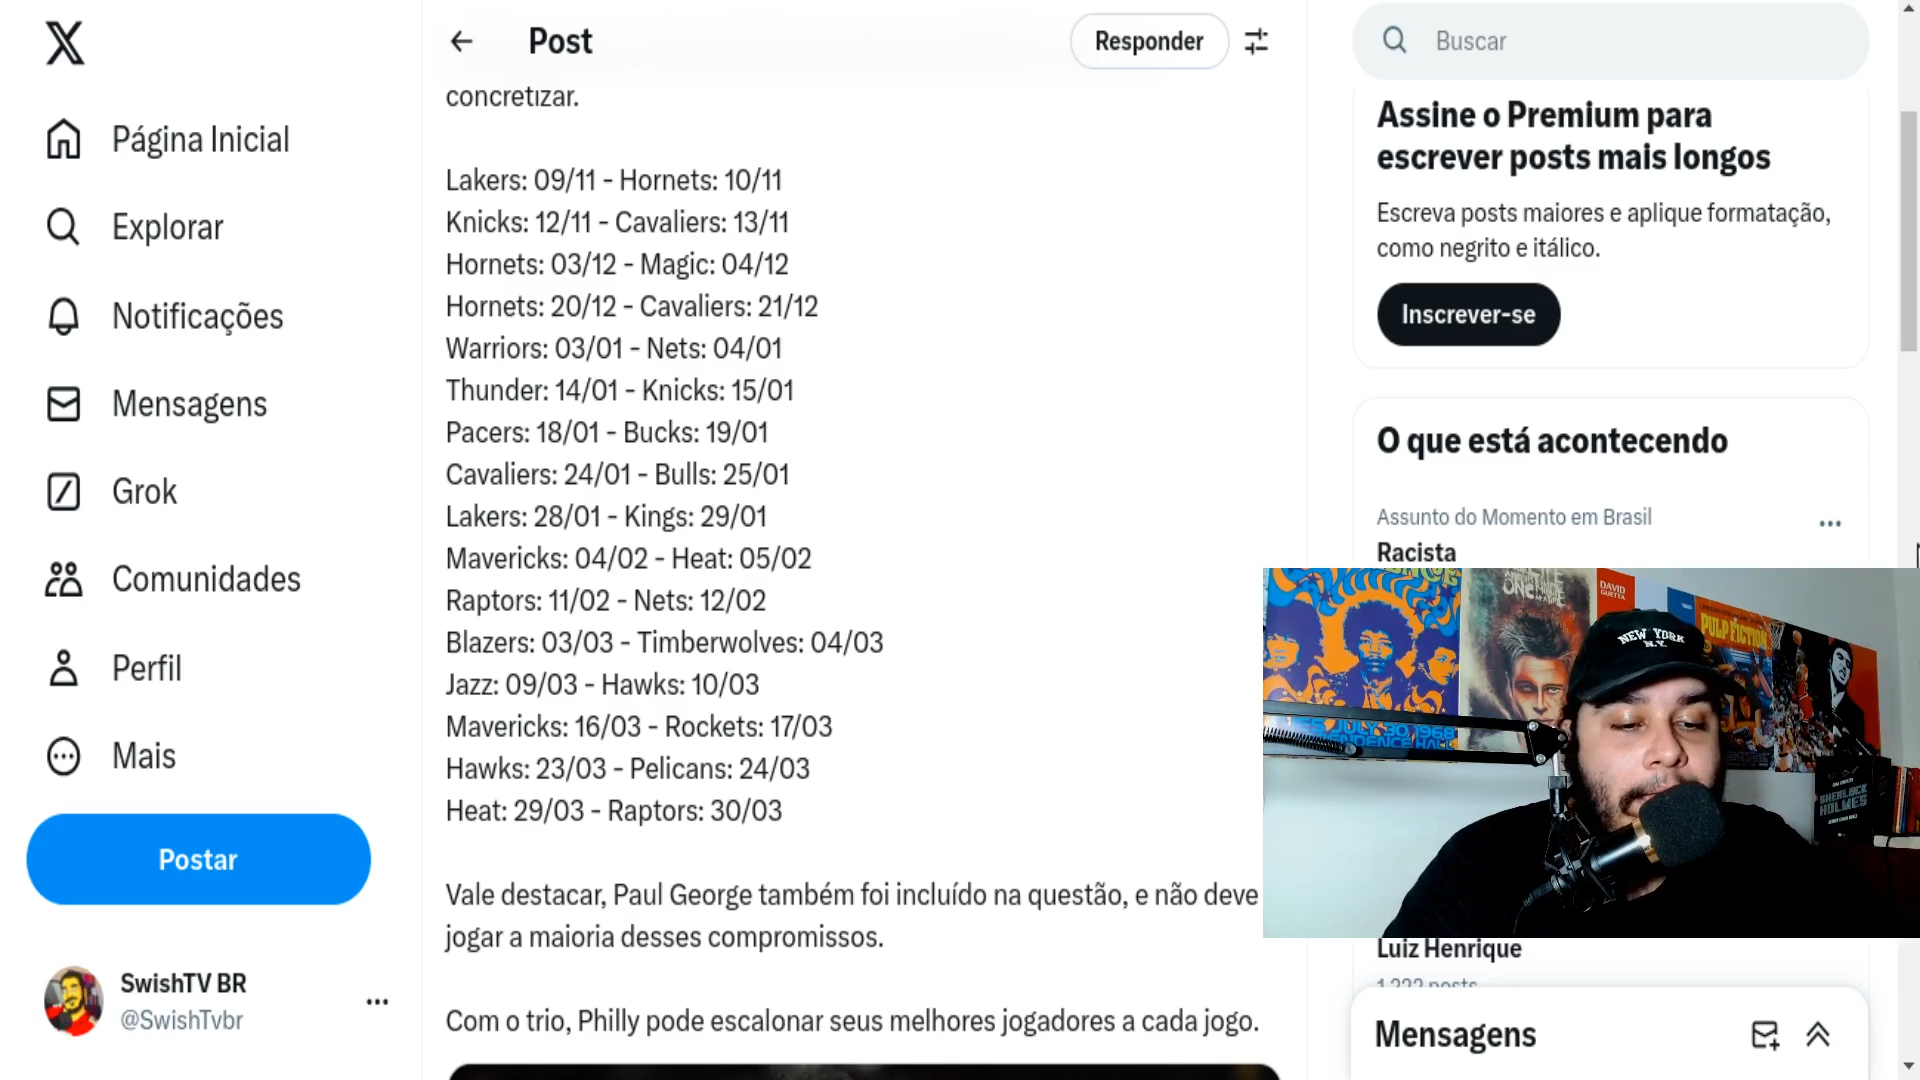 Post
Responder
Buscar
Página Inicial
Explorar
Notificações
Mensagens
Grok
Comunidades
Perfil
Mais
Postar
SwishTV BR
@SwishTvbr
concretizar.
Lakers: 09/11 - Hornets: 10/11
Knicks: 12/11 - Cavaliers: 13/11
Hornets: 03/12 - Magic: 04/12
Hornets: 20/12 - Cavaliers: 21/12
Warriors: 03/01 - Nets: 04/01
Thunder: 14/01 - Knicks: 15/01
Pacers: 18/01 - Bucks: 19/01
Cavaliers: 24/01 - Bulls: 25/01
Lakers: 28/01 - Kings: 29/01
Mavericks: 04/02 - Heat: 05/02
Raptors: 11/02 - Nets: 12/02
Blazers: 03/03 - Timberwolves: 04/03
Jazz: 09/03 - Hawks: 10/03
Mavericks: 16/03 - Rockets: 17/03
Hawks: 23/03 - Pelicans: 24/03
Heat: 29/03 - Raptors: 30/03
Vale destacar, Paul George também foi incluído na questão, e não deve
jogar a maioria desses compromissos.
Com o trio, Philly pode escalonar seus melhores jogadores a cada jogo.
Assine o Premium para
escrever posts mais longos
Escreva posts maiores e aplique formatação,
como negrito e itálico.
Inscrever-se
O que está acontecendo
Assunto do Momento em Brasil
Racista
DAVID
GUETTA
PULP FICTION
NEW YORK
N.Y.
JULY 30 1968
SHERLOCK
HOLMES
Luiz Henrique
1.222 posts
Mensagens